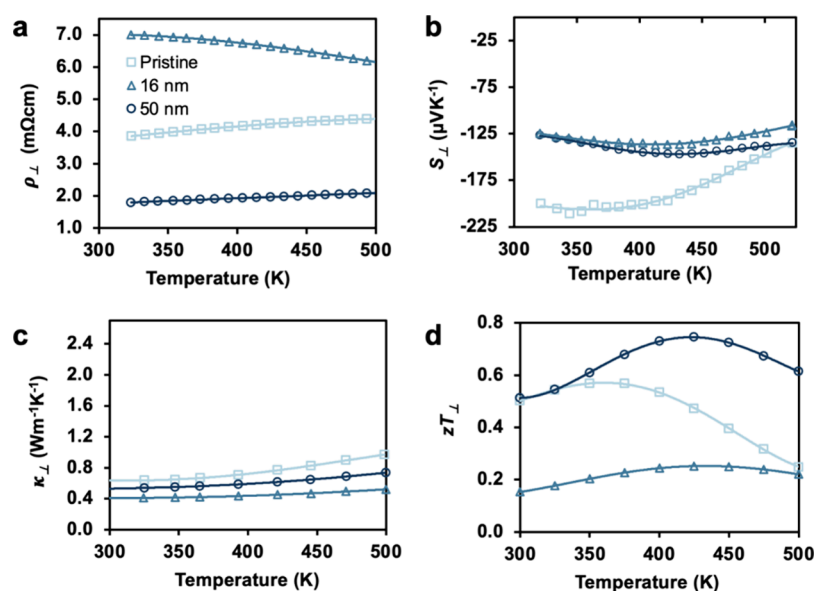 a
7.0
6.0
5.0
4.0
3.0
2.0
1.0
ρ⊥ (mΩcm)
Pristine
16 nm
50 nm
300 350 400 450 500
Temperature (K)
b
-25
-75
-125
-175
-225
S⊥ (μVK⁻¹)
300 350 400 450 500
Temperature (K)
c
2.4
1.8
1.2
0.8
0.4
0.0
κ⊥ (Wm⁻¹K⁻¹)
300 350 400 450 500
Temperature (K)
d
0.8
0.6
0.4
0.2
0.0
zT⊥
300 350 400 450 500
Temperature (K)